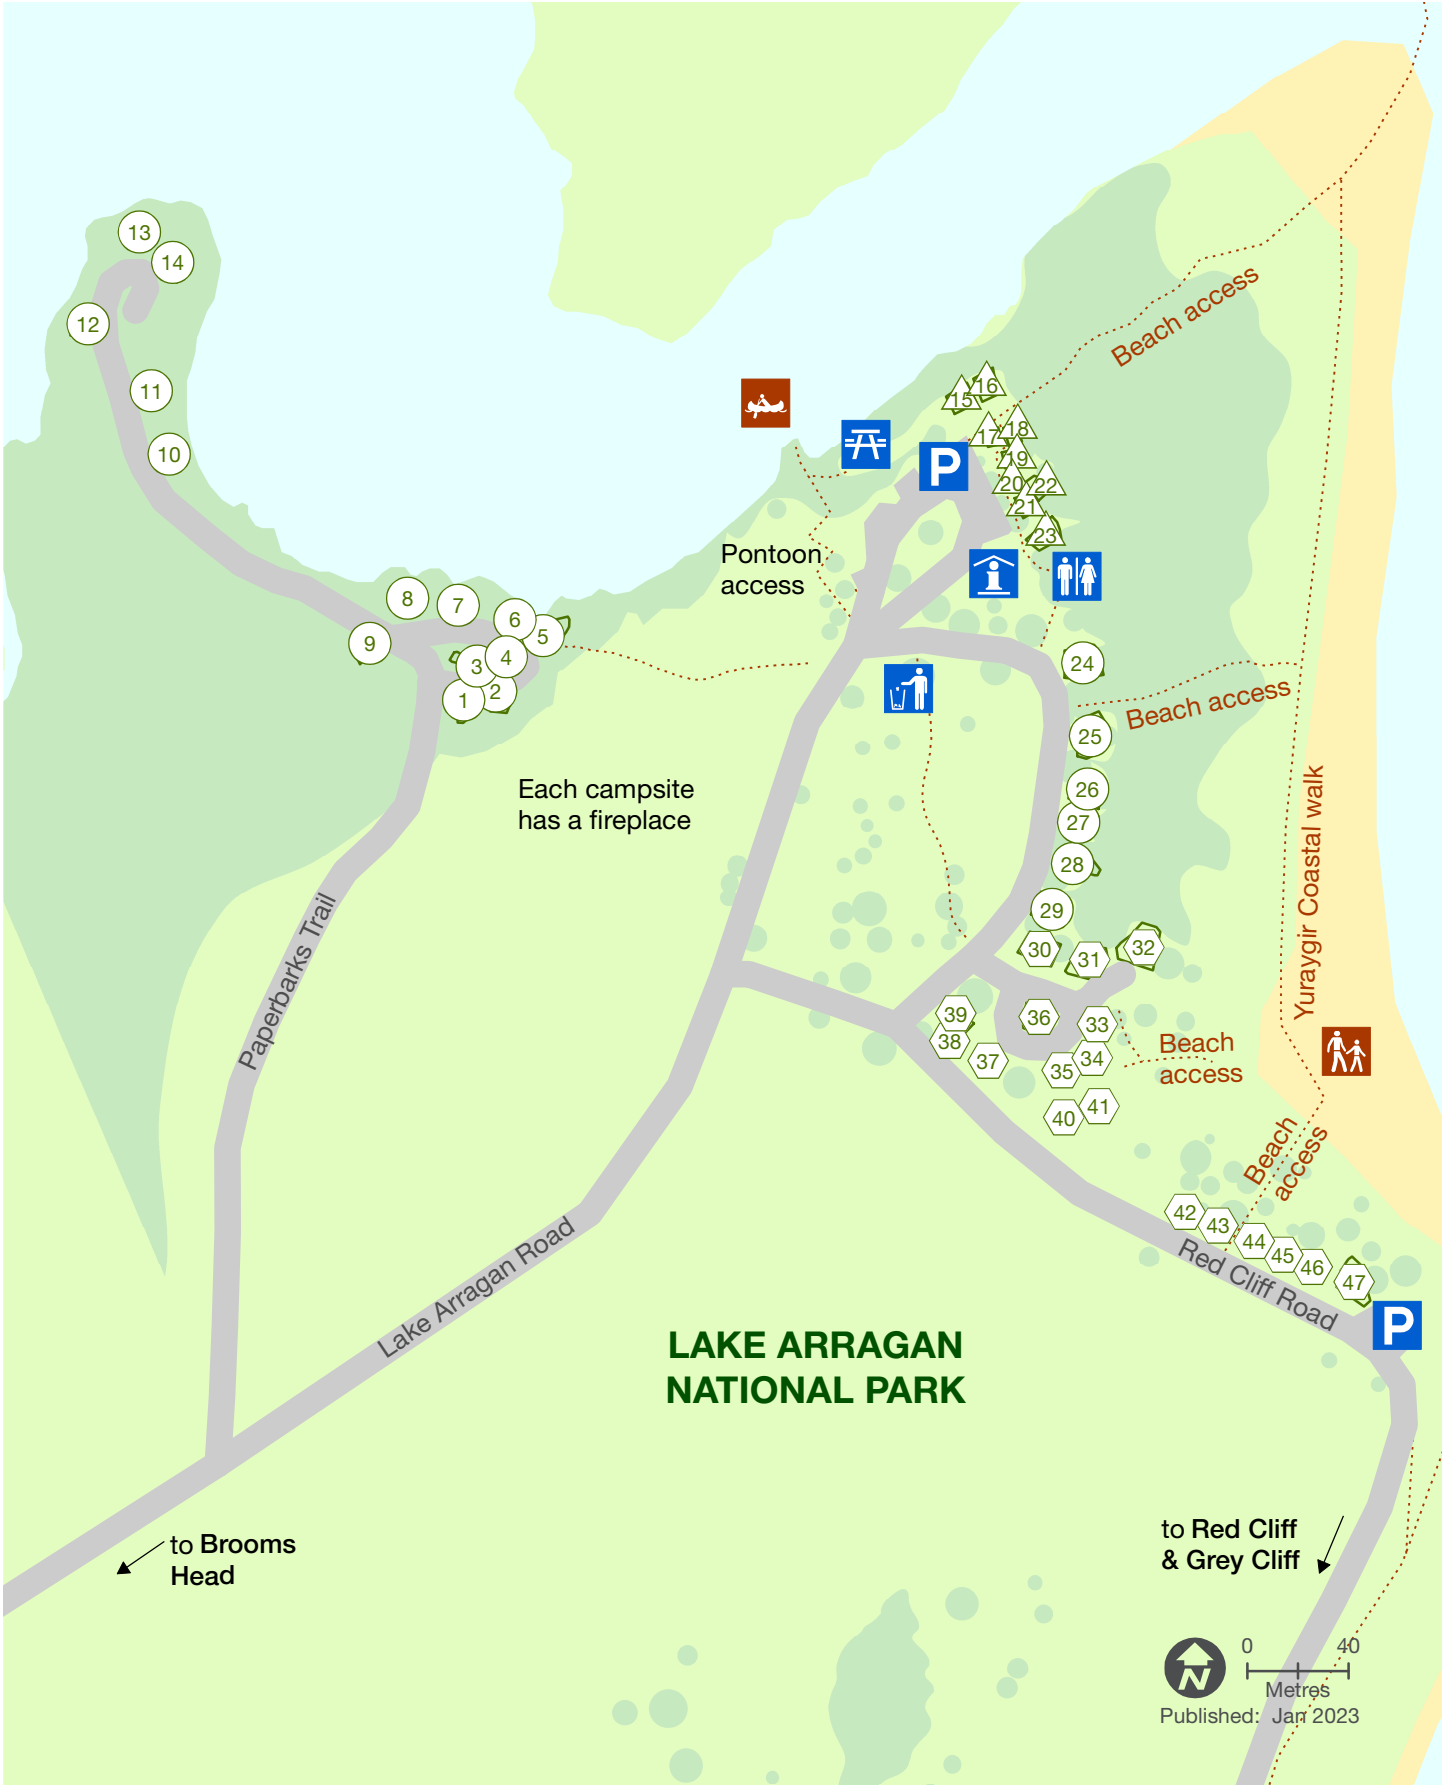 13
14
12
11
10
8
7
6
5
9
4
3
2
1
16
15
18
17
19
20
22
21
23
P
Beach access
Pontoon
access
24
Beach access
25
26
27
28
29
30
31
32
Each campsite
has a fireplace
Yuraygir Coastal walk
Paperbarks Trail
39
36
33
38
37
35
34
Beach
access
40
41
Beach
access
42
43
44
45
46
47
Red Cliff Road
P
Lake Arragan Road
LAKE ARRAGAN
NATIONAL PARK
to Brooms
Head
to Red Cliff
& Grey Cliff
N
0 40
Metres
Published: Jan 2023